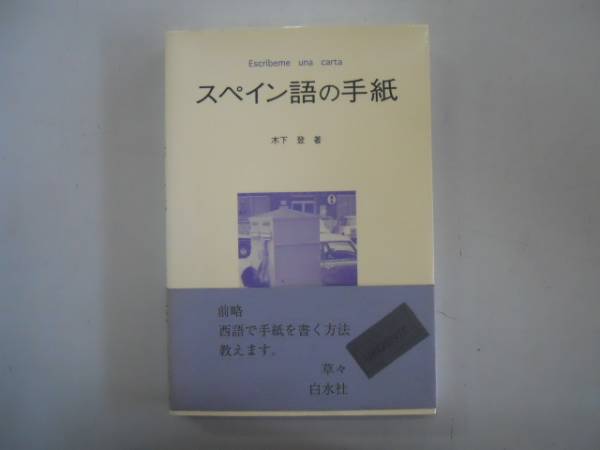 Escríbeme una carta
スペイン語の手紙
木下 登 著
前略
西語で手紙を書く方法
教えます。
草々
白水社